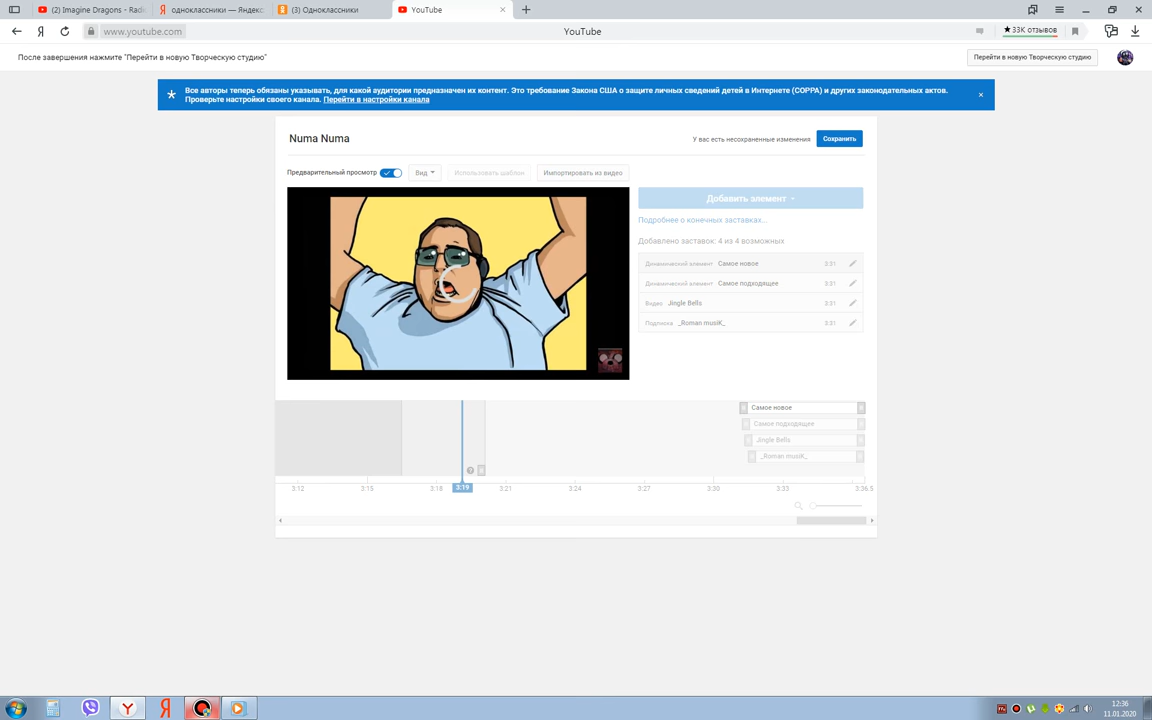 (2) Imagine Dragons - Radi
одноклассники — Яндекс
(3) Одноклассники
YouTube
www.youtube.com
YouTube
33K отзывов
После завершения нажмите "Перейти в новую Творческую студию"
Перейти в новую Творческую студию
Все авторы теперь обязаны указывать, для какой аудитории предназначен их контент. Это требование Закона США о защите личных сведений детей в Интернете (COPPA) и других законодательных актов.
Проверьте настройки своего канала. Перейти в настройки канала
Numa Numa
У вас есть несохраненные изменения
Сохранить
Предварительный просмотр
Вид
Использовать шаблон
Импортировать из видео
Добавить элемент
Подробнее о конечных заставках...
Добавлено заставок: 4 из 4 возможных
Динамический элемент Самое новое 3:31
Динамический элемент Самое подходящее 3:31
Видео Jingle Bells 3:31
Подписка _Roman musiK_ 3:31
Самое новое
Самое подходящее
Jingle Bells
_Roman musiK_
3:12 3:15 3:18 3:19 3:21 3:24 3:27 3:30 3:33 3:36.5
12:36
11.01.2020